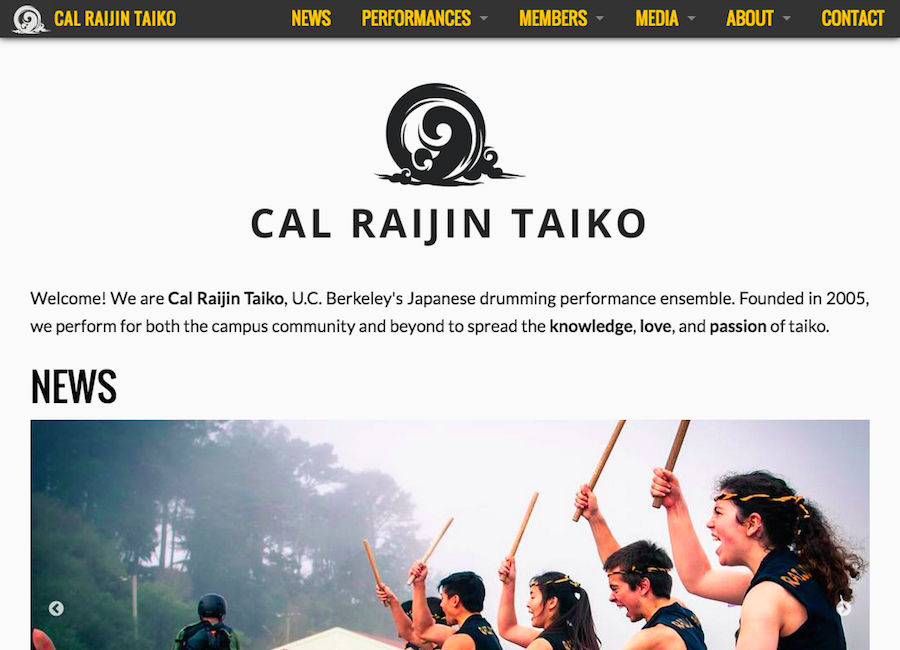 CAL RAIJIN TAIKO NEWS PERFORMANCES MEMBERS MEDIA ABOUT CONTACT
CAL RAIJIN TAIKO
Welcome! We are Cal Raijin Taiko, U.C. Berkeley's Japanese drumming performance ensemble. Founded in 2005,
we perform for both the campus community and beyond to spread the knowledge, love, and passion of taiko.
NEWS